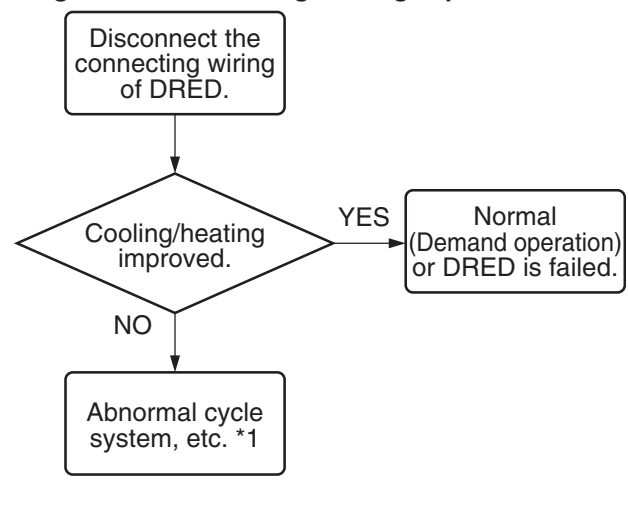 Disconnect the
connecting wiring
of DRED.
Cooling/heating
improved.
YES
Normal
(Demand operation)
or DRED is failed.
NO
Abnormal cycle
system, etc. *1